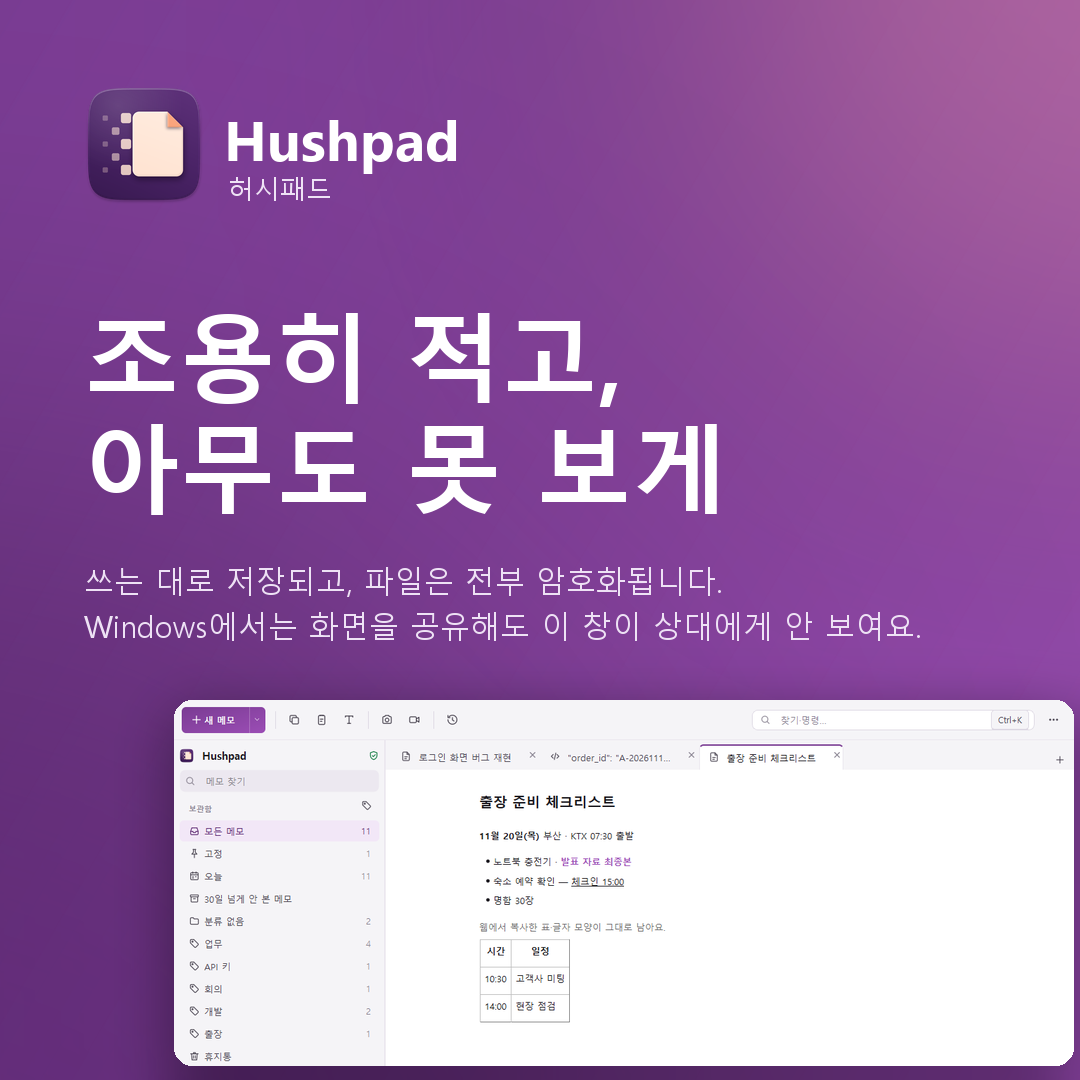 Hushpad
허시패드
조용히 적고,
아무도 못 보게
쓰는 대로 저장되고, 파일은 전부 암호화됩니다.
Windows에서는 화면을 공유해도 이 창이 상대에게 안 보여요.
+ 새 메모
찾기·명령...
Ctrl+K
Hushpad
메모 찾기
보관함
모든 메모 11
고정 1
오늘 11
30일 넘게 안 본 메모
분류 없음 2
업무 4
API 키 1
회의 1
개발 2
출장 1
휴지통
로그인 화면 버그 재현
"order_id": "A-2026111...
출장 준비 체크리스트
출장 준비 체크리스트
11월 20일(목) 부산 · KTX 07:30 출발
• 노트북 충전기 · 발표 자료 최종본
• 숙소 예약 확인 — 체크인 15:00
• 명함 30장
웹에서 복사한 표·글자 모양이 그대로 남아요.
시간 일정
10:30 고객사 미팅
14:00 현장 점검